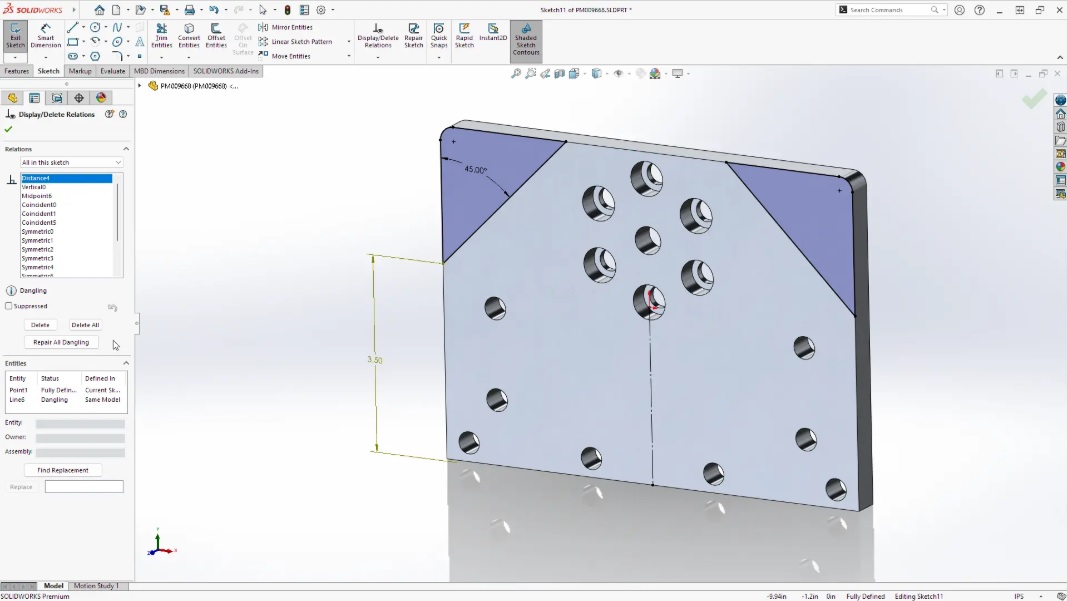 SOLIDWORKS
Sketch11 of PM009668.SLDPRT *
Search Commands
Exit Sketch
Smart Dimension
Trim Entities
Convert Entities
Offset Entities
Offset On Surface
Mirror Entities
Linear Sketch Pattern
Move Entities
Display/Delete Relations
Repair Sketch
Quick Snaps
Rapid Sketch
Instant2D
Shaded Sketch Contours
Features Sketch Markup Evaluate MBD Dimensions SOLIDWORKS Add-Ins
PM009668 (PM009668) <...
Display/Delete Relations
Relations
All in this sketch
Distance4
Vertical0
Midpoint6
Coincident0
Coincident1
Coincident5
Symmetric0
Symmetric1
Symmetric2
Symmetric3
Symmetric4
Dangling
Suppressed
Delete Delete All
Repair All Dangling
Entities
Entity Status Defined In
Point1 Fully Defin... Current Sk...
Line6 Dangling Same Model
Entity:
Owner:
Assembly:
Find Replacement
Replace
45.00°
3.50
Y
X
Z
Model Motion Study 1
SOLIDWORKS Premium
-9.94in -1.2in 0in Fully Defined Editing Sketch11 IPS